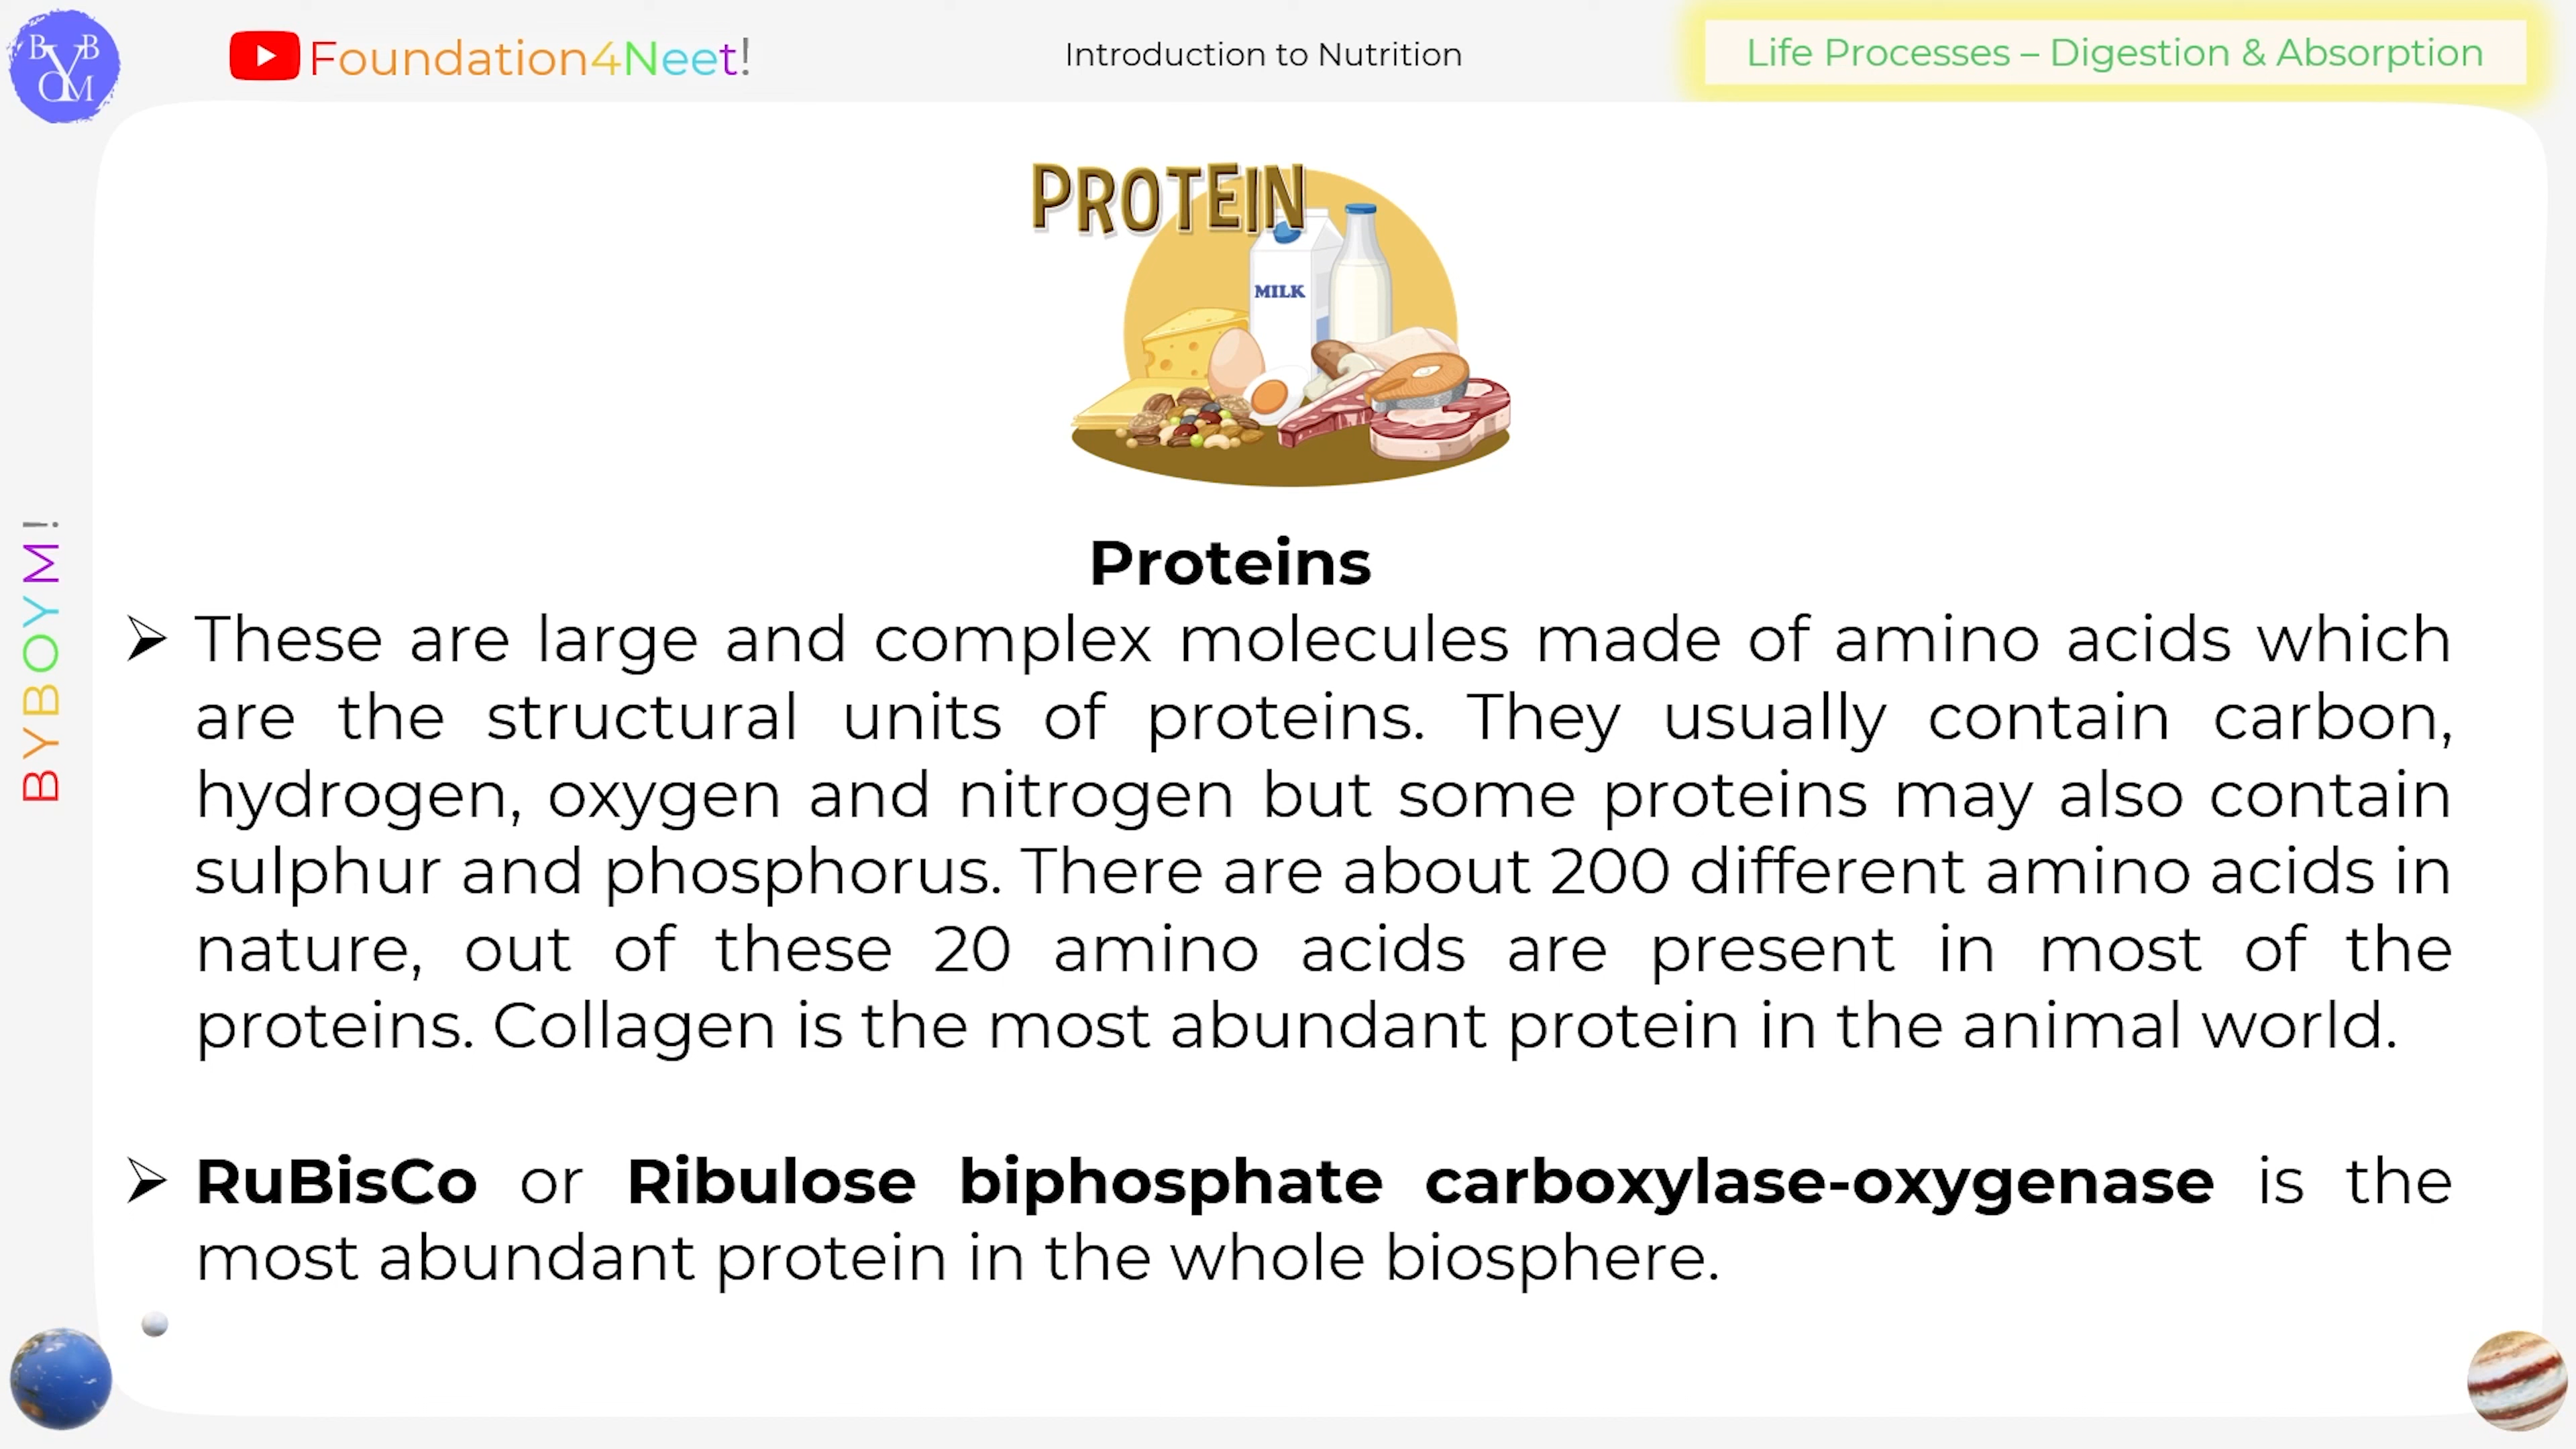 BYBOYM
Foundation4Neet!
Introduction to Nutrition
Life Processes – Digestion & Absorption
PROTEIN
MILK
BYBOYM!
Proteins
➢ These are large and complex molecules made of amino acids which
are the structural units of proteins. They usually contain carbon,
hydrogen, oxygen and nitrogen but some proteins may also contain
sulphur and phosphorus. There are about 200 different amino acids in
nature, out of these 20 amino acids are present in most of the
proteins. Collagen is the most abundant protein in the animal world.
➢ RuBisCo or Ribulose biphosphate carboxylase-oxygenase is the
most abundant protein in the whole biosphere.